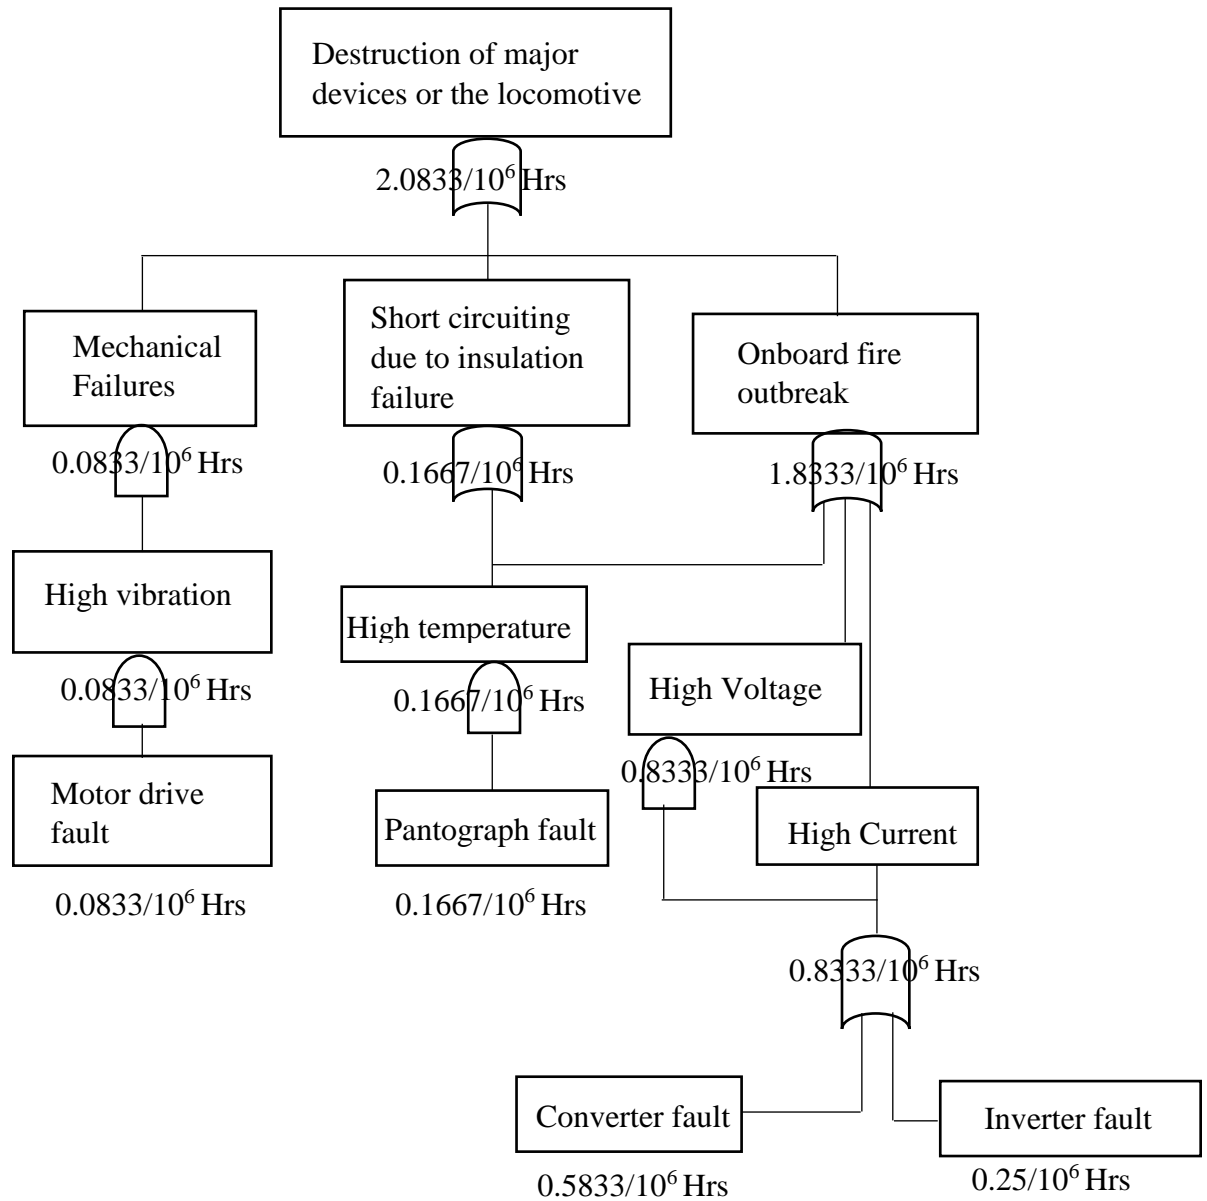 Destruction of major
devices or the locomotive
2.0833/10⁶ Hrs
Mechanical
Failures
0.0833/10⁶ Hrs
Short circuiting
due to insulation
failure
0.1667/10⁶ Hrs
Onboard fire
outbreak
1.8333/10⁶ Hrs
High vibration
0.0833/10⁶ Hrs
High temperature
0.1667/10⁶ Hrs
High Voltage
0.8333/10⁶ Hrs
Motor drive
fault
0.0833/10⁶ Hrs
Pantograph fault
0.1667/10⁶ Hrs
High Current
0.8333/10⁶ Hrs
Converter fault
0.5833/10⁶ Hrs
Inverter fault
0.25/10⁶ Hrs